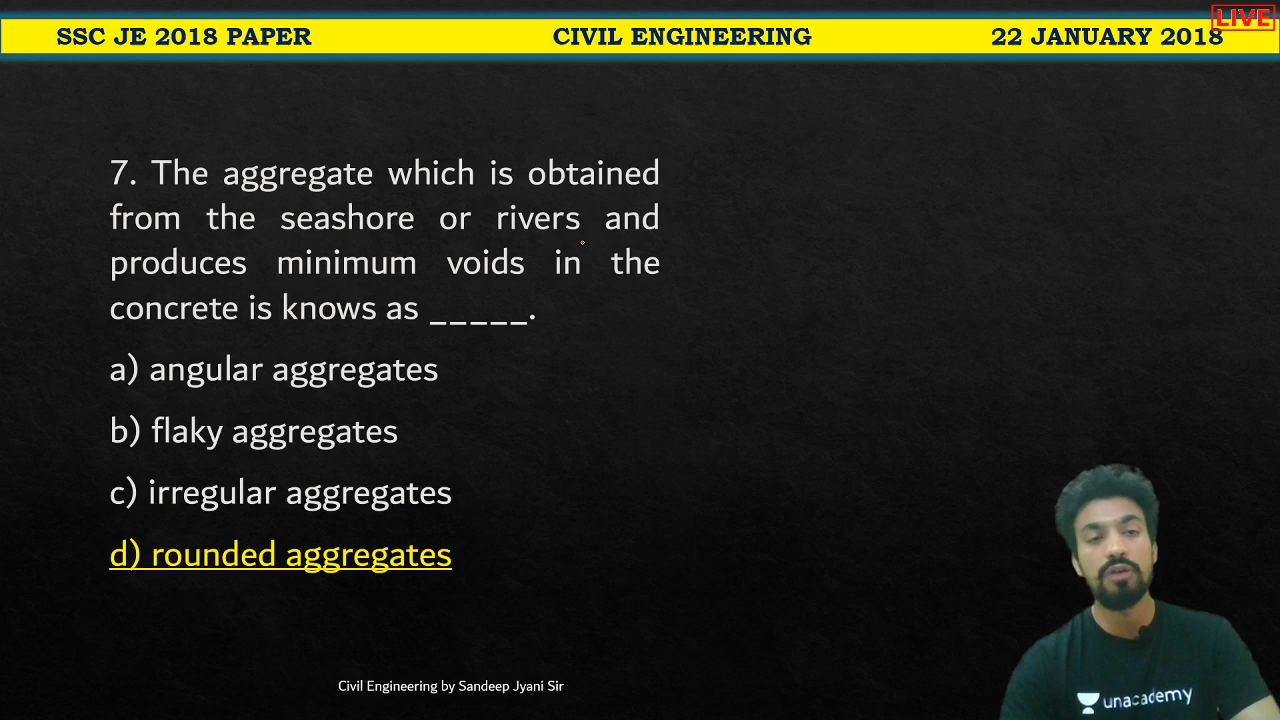 LIVE
SSC JE 2018 PAPER CIVIL ENGINEERING 22 JANUARY 2018
7. The aggregate which is obtained
from the seashore or rivers and
produces minimum voids in the
concrete is knows as _____.
a) angular aggregates
b) flaky aggregates
c) irregular aggregates
d) rounded aggregates
Civil Engineering by Sandeep Jyani Sir
unacademy